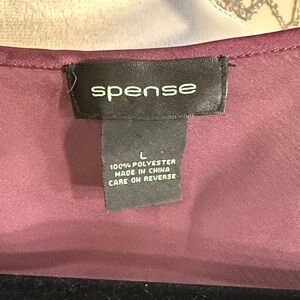 spense
L
100% POLYESTER
MADE IN CHINA
CARE ON REVERSE